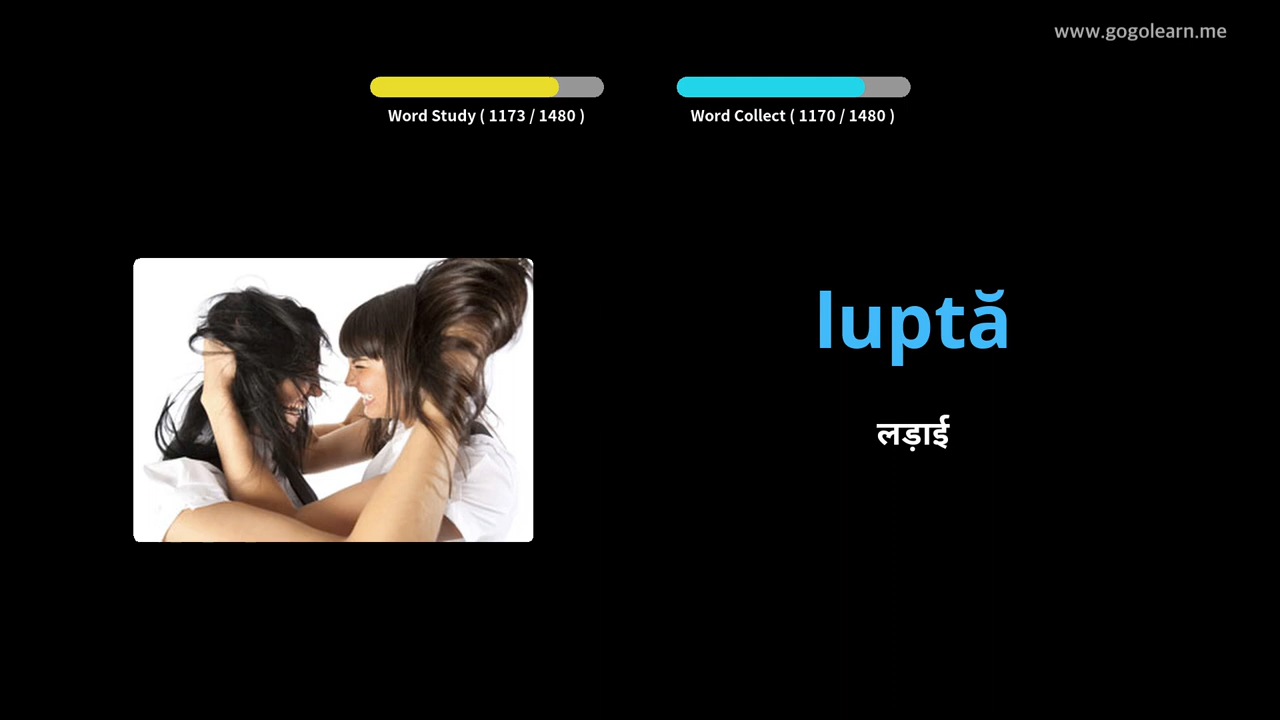 www.gogolearn.me
Word Study ( 1173 / 1480 )
Word Collect ( 1170 / 1480 )
luptă
लड़ाई